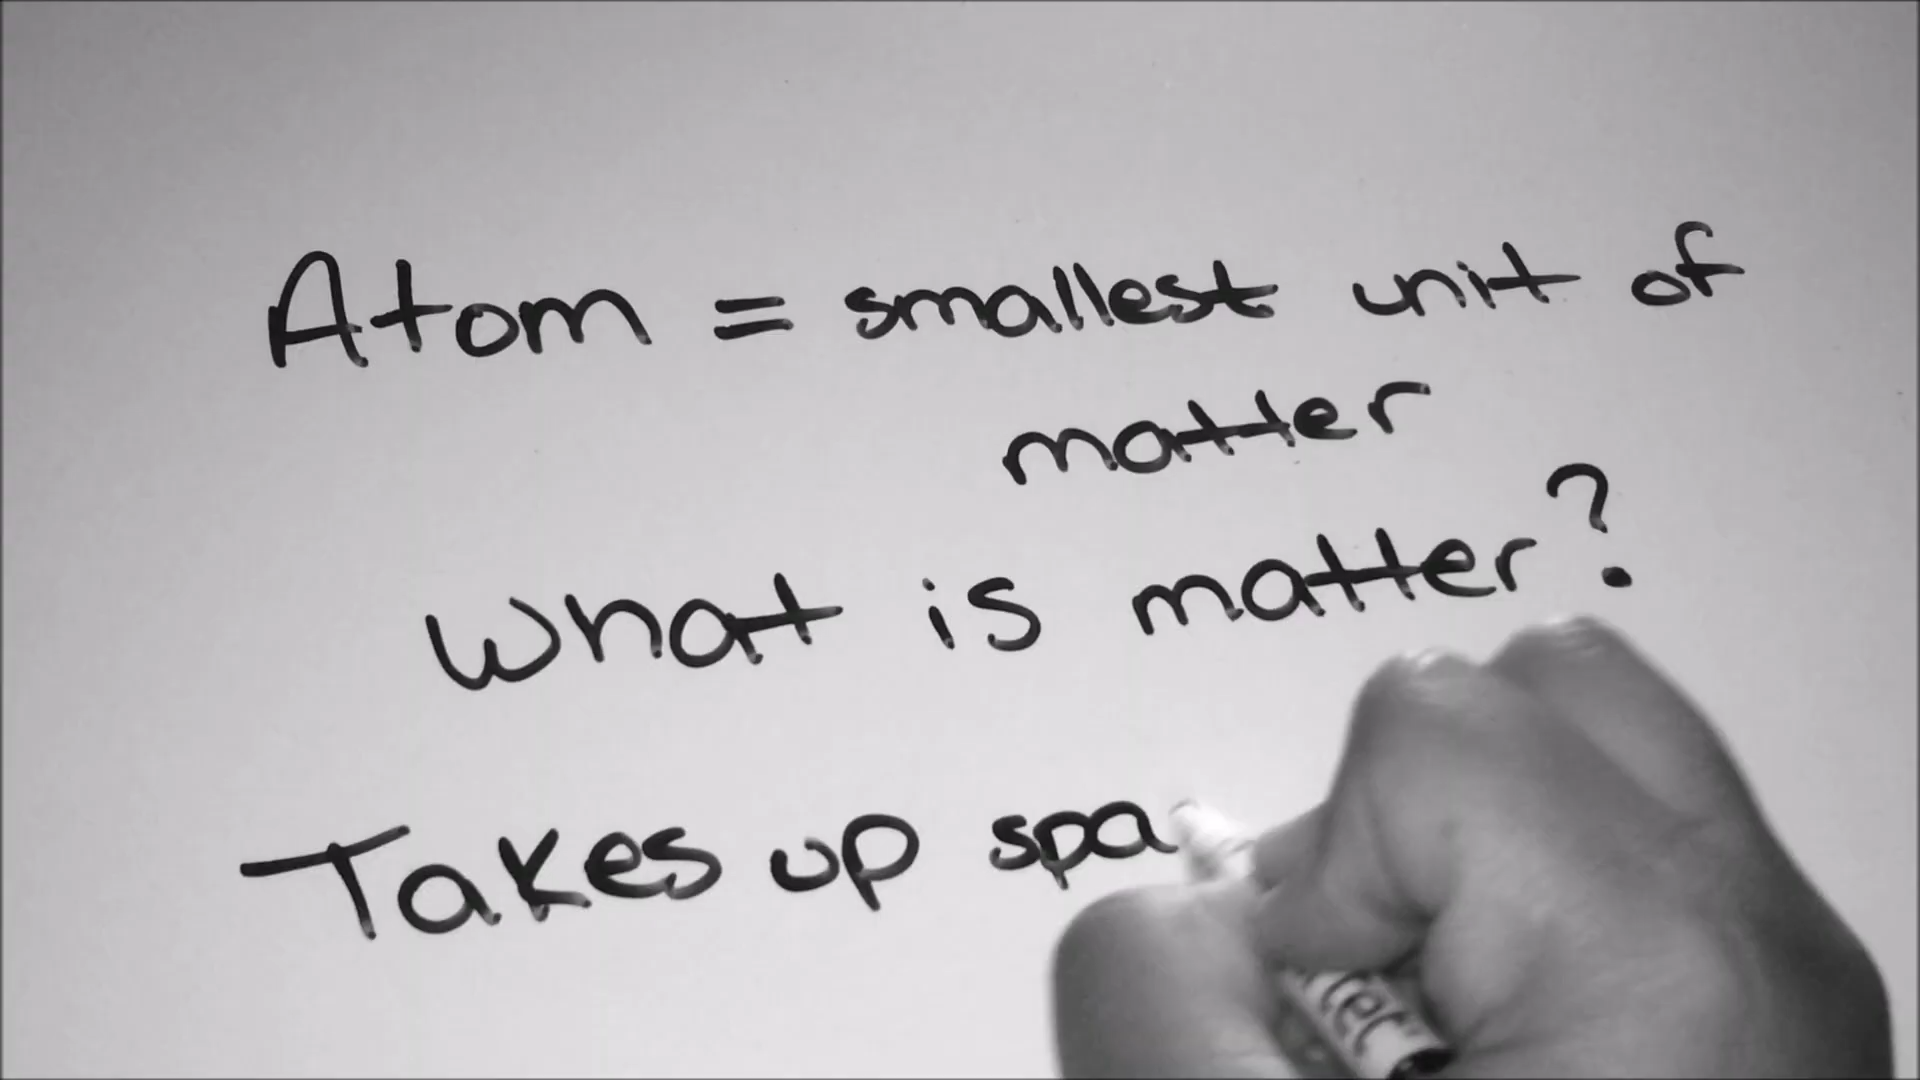 Atom = smallest unit of
matter
What is matter?
Takes up spa